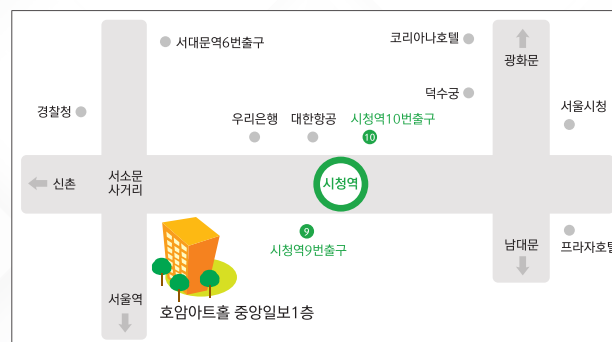 서대문역6번출구
코리아나호텔
광화문
경찰청
덕수궁
서울시청
우리은행
대한항공
시청역10번출구
10
신촌
서소문
사거리
시청역
9
시청역9번출구
남대문
프라자호텔
서울역
호암아트홀 중앙일보1층